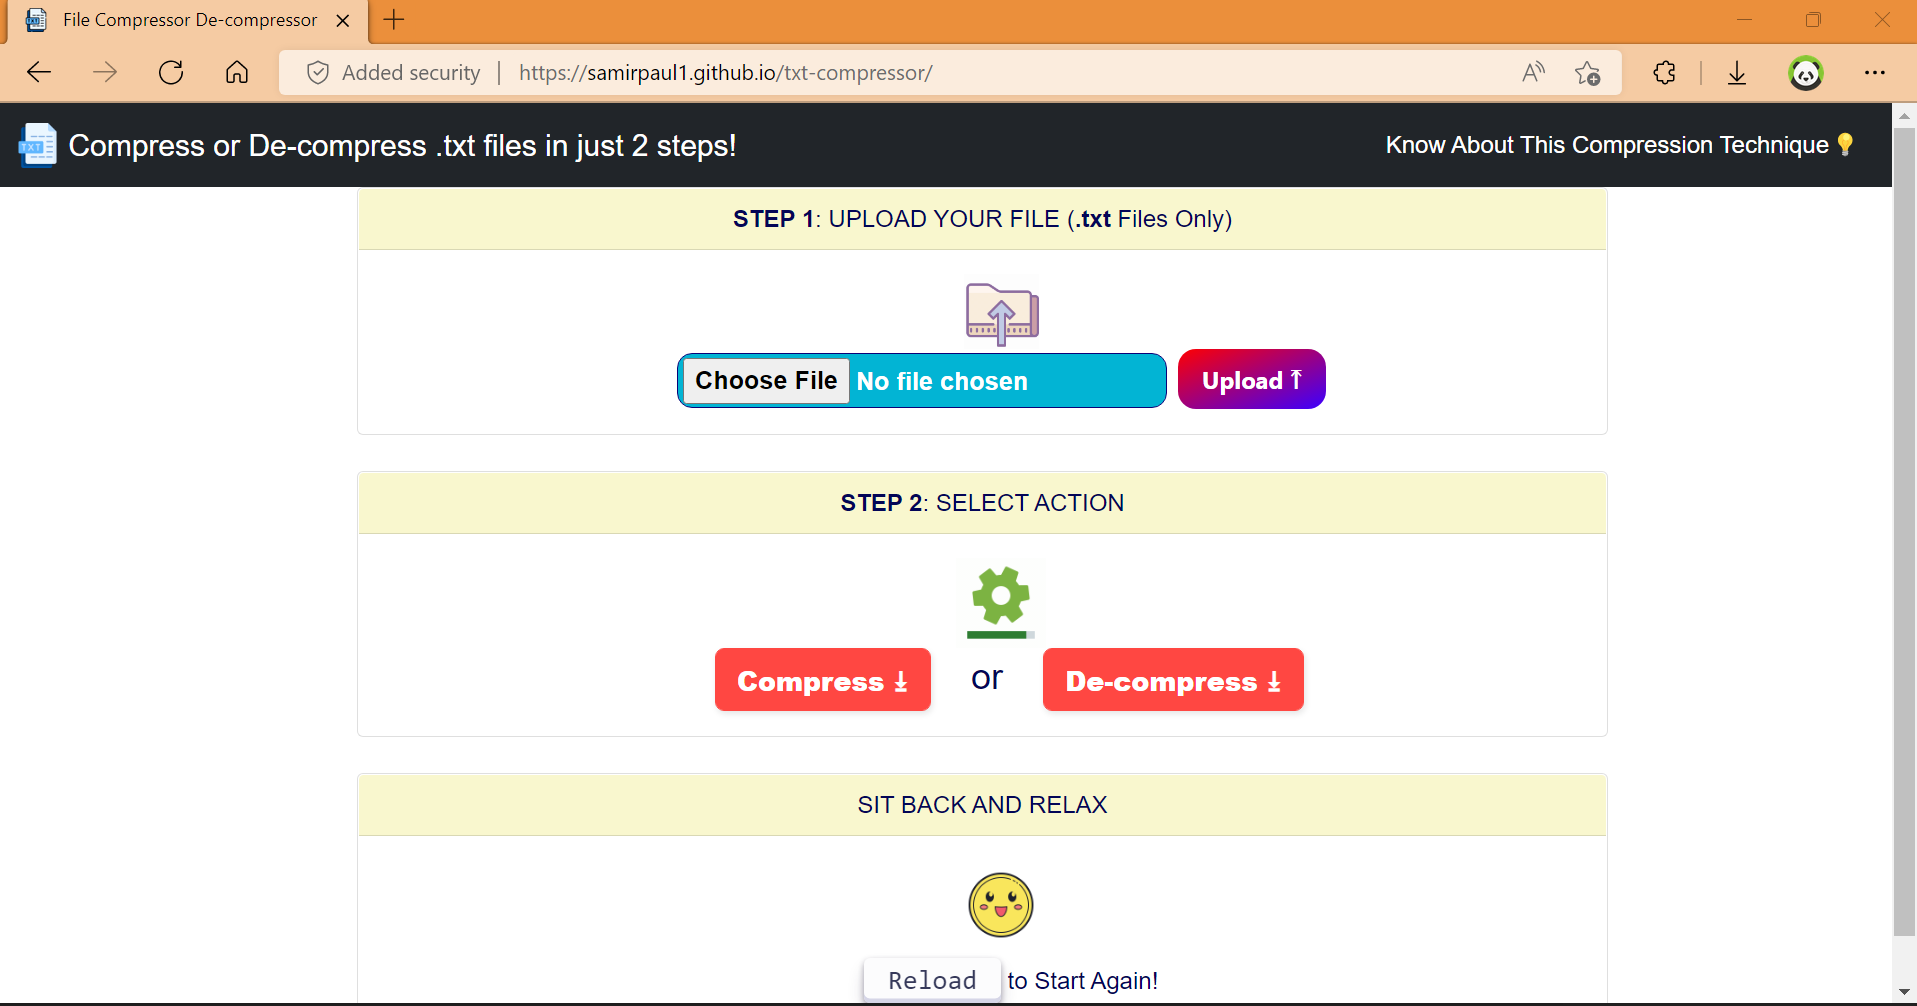 File Compressor De-compressor
Added security
https://samirpaul1.github.io/txt-compressor/
TXT
Compress or De-compress .txt files in just 2 steps!
Know About This Compression Technique
STEP 1: UPLOAD YOUR FILE (.txt Files Only)
Choose File No file chosen
Upload ⤒
STEP 2: SELECT ACTION
Compress ⤓ or De-compress ⤓
SIT BACK AND RELAX
Reload to Start Again!